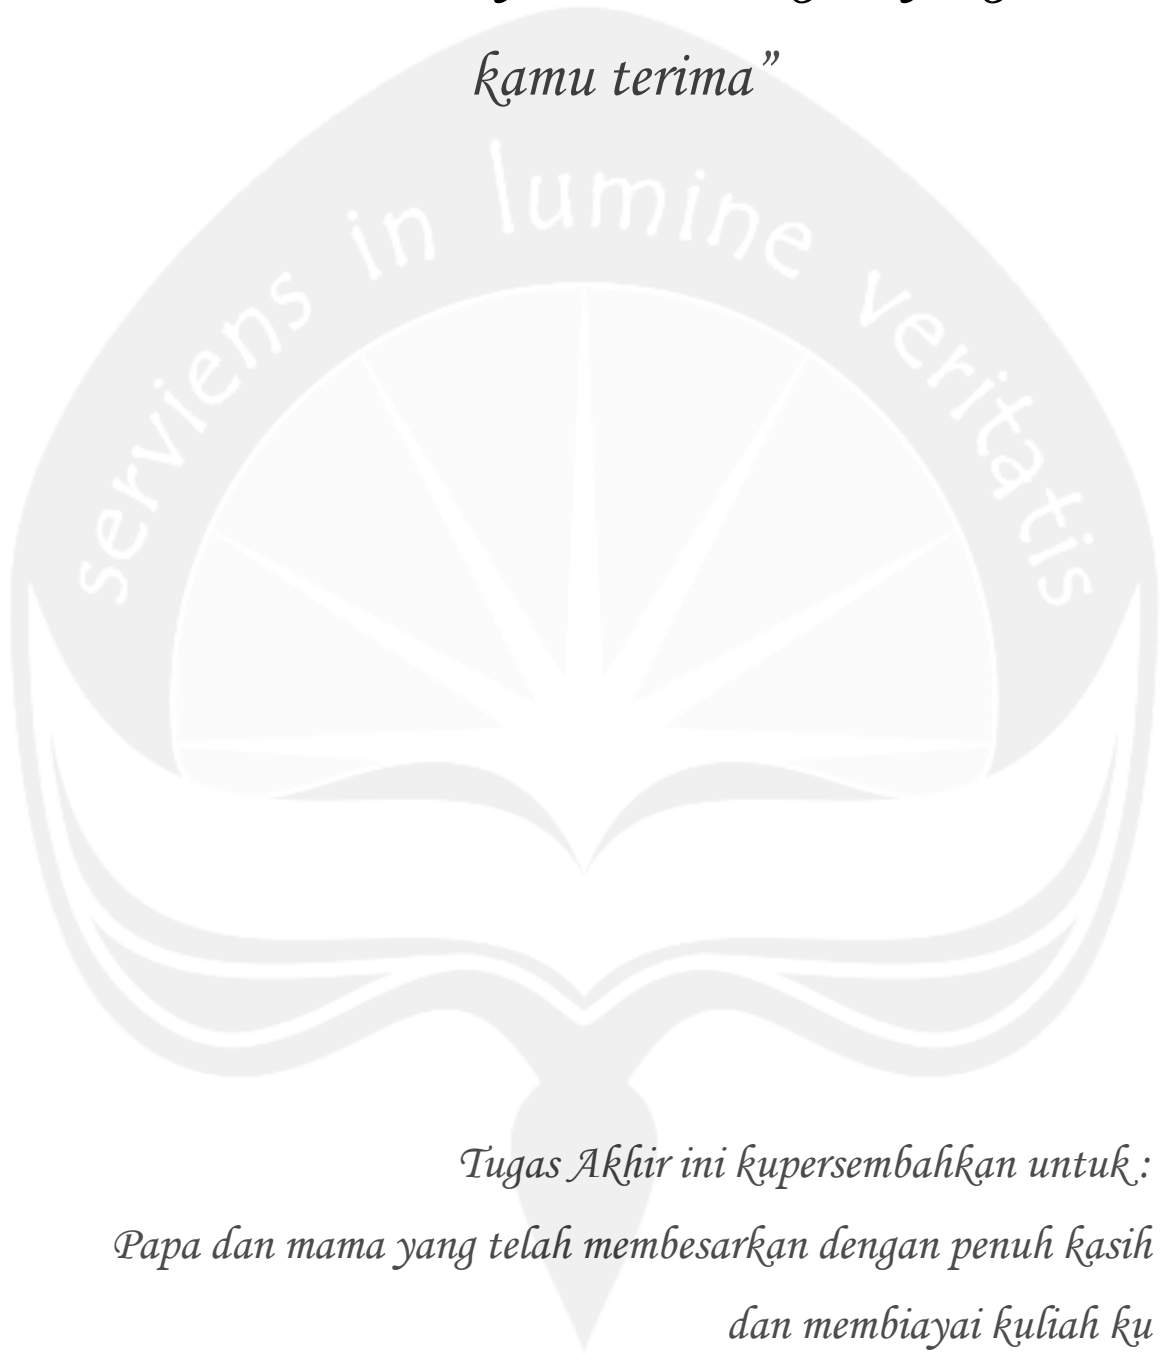 kamu terima”
serviens in lumine veritatis
Tugas Akhir ini kupersembahkan untuk :
Papa dan mama yang telah membesarkan dengan penuh kasih
dan membiayai kuliah ku